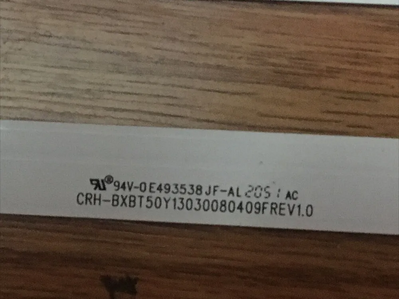 ® 94V-0 E493538 JF-AL 2051 AC
CRH-BXBT50Y13030080409FREV1.0